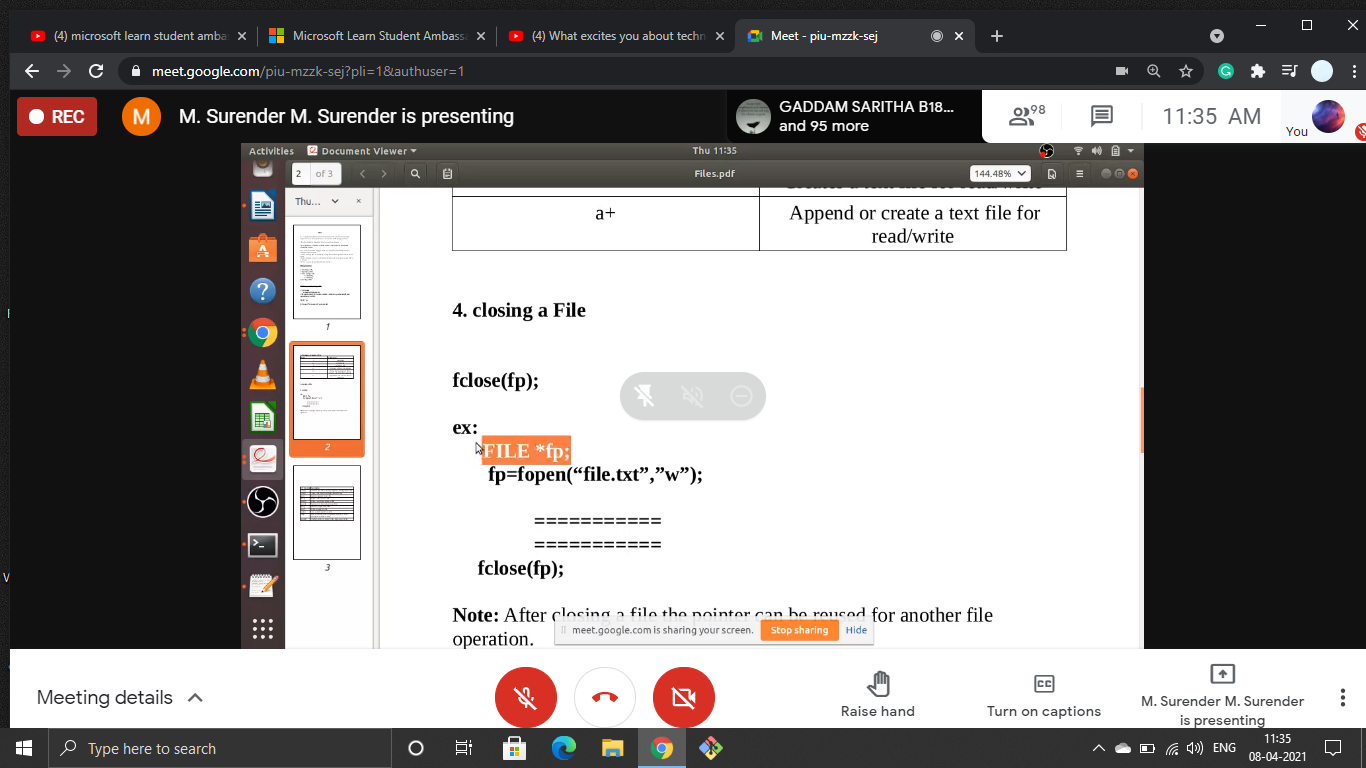 (4) microsoft learn student amba
Microsoft Learn Student Ambass
(4) What excites you about techn
Meet - piu-mzzk-sej
meet.google.com/piu-mzzk-sej?pli=1&authuser=1
REC
M
M. Surender M. Surender is presenting
GADDAM SARITHA B18...
and 95 more
98
11:35 AM
You
Activities
Document Viewer
Thu 11:35
2
of 3
Files.pdf
144.48%
Thu...
a+
Append or create a text file for
read/write
1
2
3
4. closing a File
fclose(fp);
ex:
FILE *fp;
fp=fopen(“file.txt”,”w”);
===========
===========
fclose(fp);
Note: After closing a file the pointer can be reused for another file
operation.
meet.google.com is sharing your screen.
Stop sharing
Hide
Meeting details
Raise hand
Turn on captions
M. Surender M. Surender
is presenting
Type here to search
ENG
11:35
08-04-2021